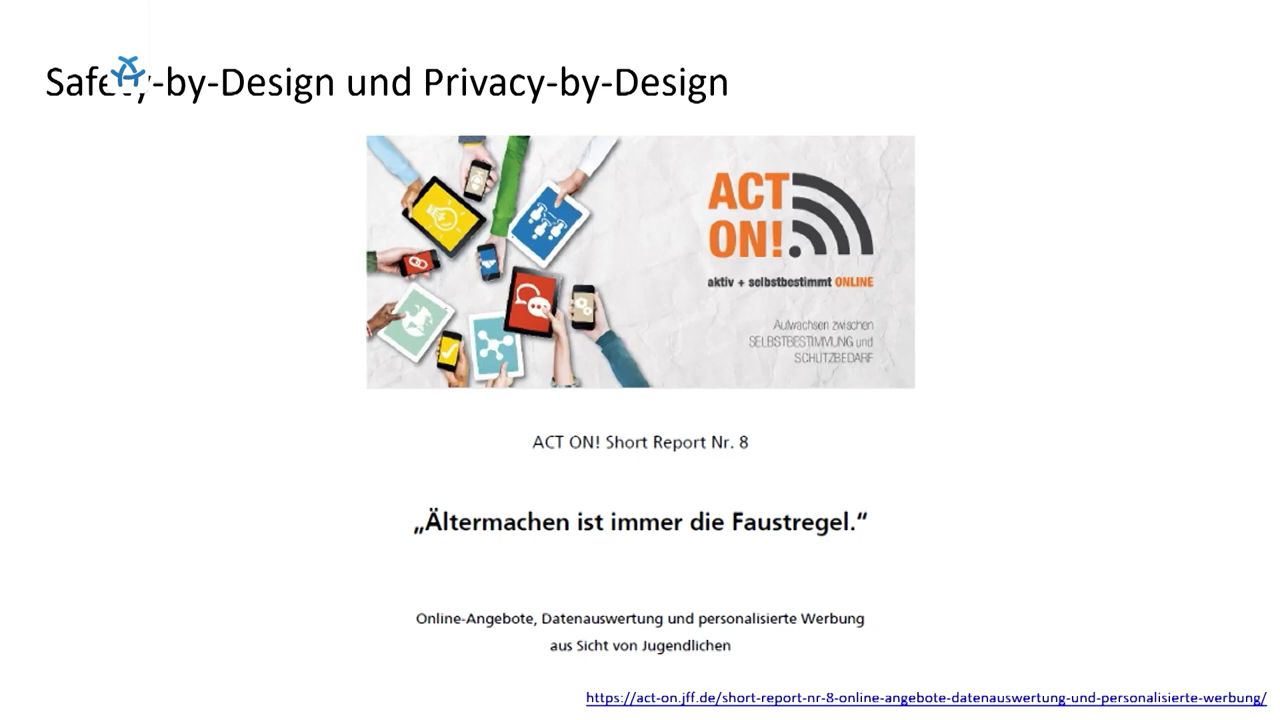 Safety-by-Design und Privacy-by-Design
ACT
ON!
aktiv + selbstbestimmt ONLINE
Aufwachsen zwischen
SELBSTBESTIMMUNG und
SCHUTZBEDARF
ACT ON! Short Report Nr. 8
„Ältermachen ist immer die Faustregel.“
Online-Angebote, Datenauswertung und personalisierte Werbung
aus Sicht von Jugendlichen
https://act-on.jff.de/short-report-nr-8-online-angebote-datenauswertung-und-personalisierte-werbung/